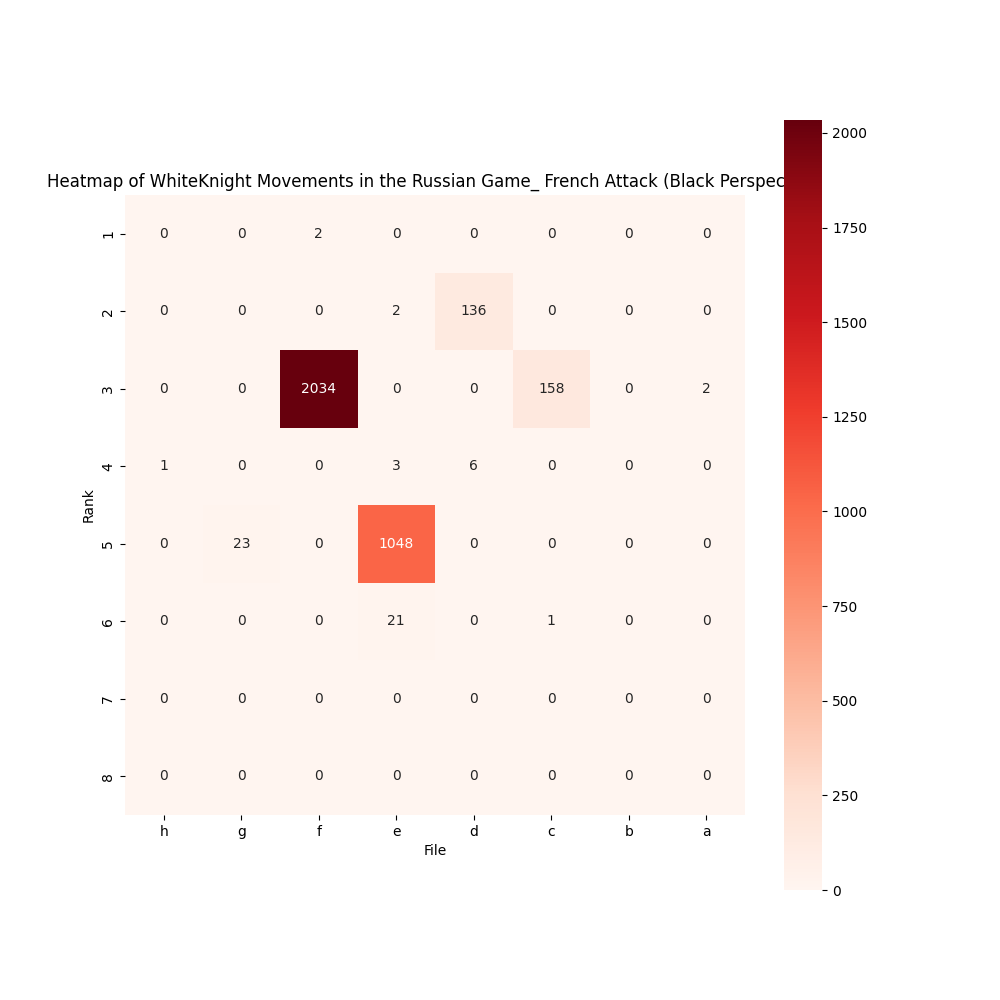 Heatmap of WhiteKnight Movements in the Russian Game_ French Attack (Black Perspec
2000
1750
1500
1250
1000
750
500
250
0
Rank
1 0 0 2 0 0 0 0 0
2 0 0 0 2 136 0 0 0
3 0 0 2034 0 0 158 0 2
4 1 0 0 3 6 0 0 0
5 0 23 0 1048 0 0 0 0
6 0 0 0 21 0 1 0 0
7 0 0 0 0 0 0 0 0
8 0 0 0 0 0 0 0 0
h g f e d c b a
File